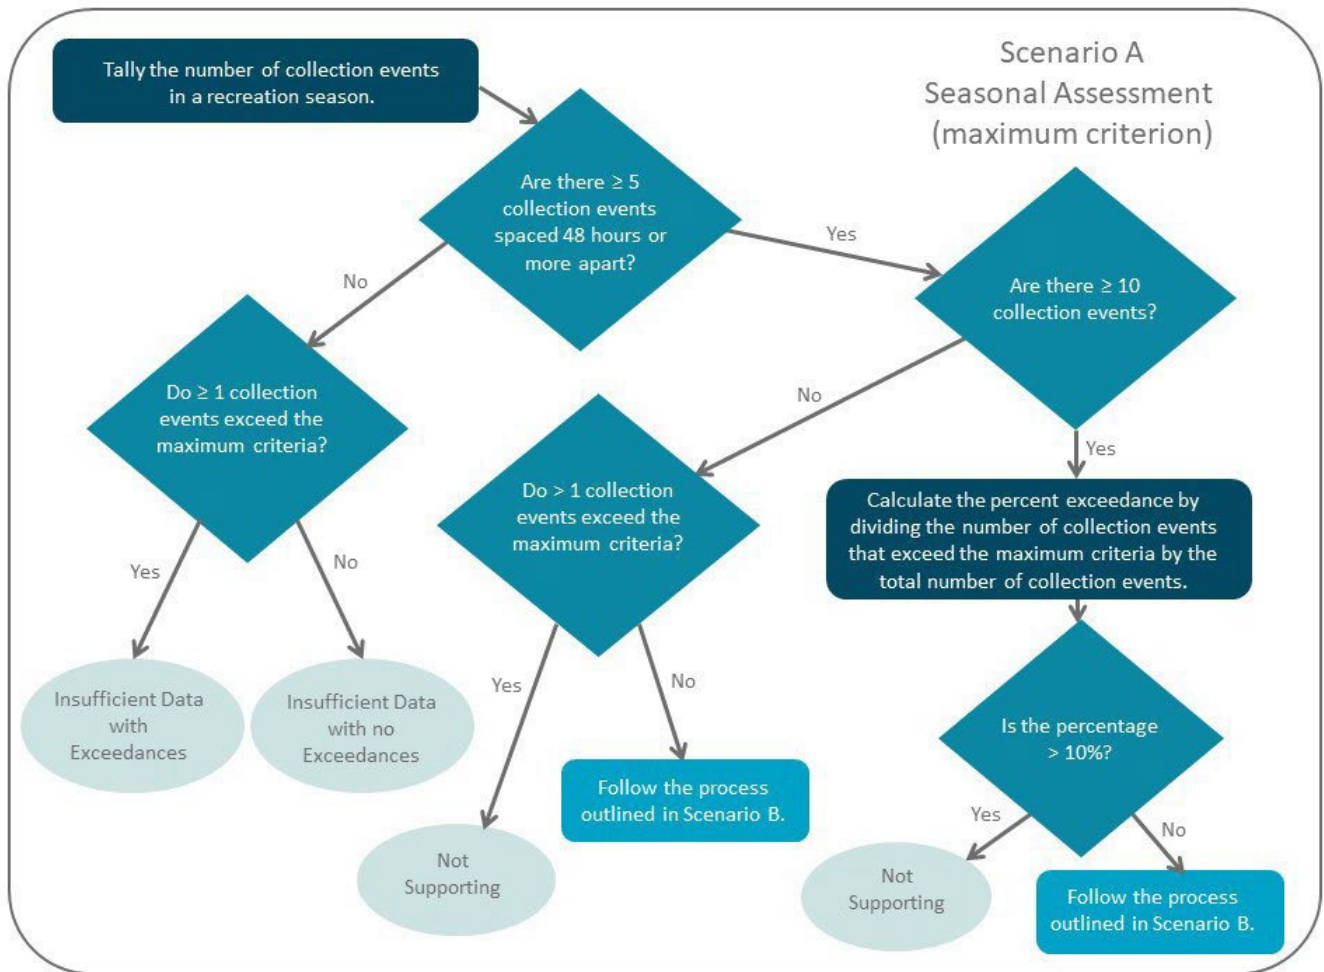 Tally the number of collection events
in a recreation season.
Scenario A
Seasonal Assessment
(maximum criterion)
Are there ≥ 5
collection events
spaced 48 hours or
more apart?
Yes
No
Are there ≥ 10
collection events?
Do ≥ 1 collection
events exceed the
maximum criteria?
No
Yes
Do > 1 collection
events exceed the
maximum criteria?
Calculate the percent exceedance by
dividing the number of collection events
that exceed the maximum criteria by the
total number of collection events.
Yes
No
Insufficient Data
with
Exceedances
Insufficient Data
with no
Exceedances
Yes
No
Is the percentage
> 10%?
Follow the process
outlined in Scenario B.
Yes
No
Not
Supporting
Not
Supporting
Follow the process
outlined in Scenario B.